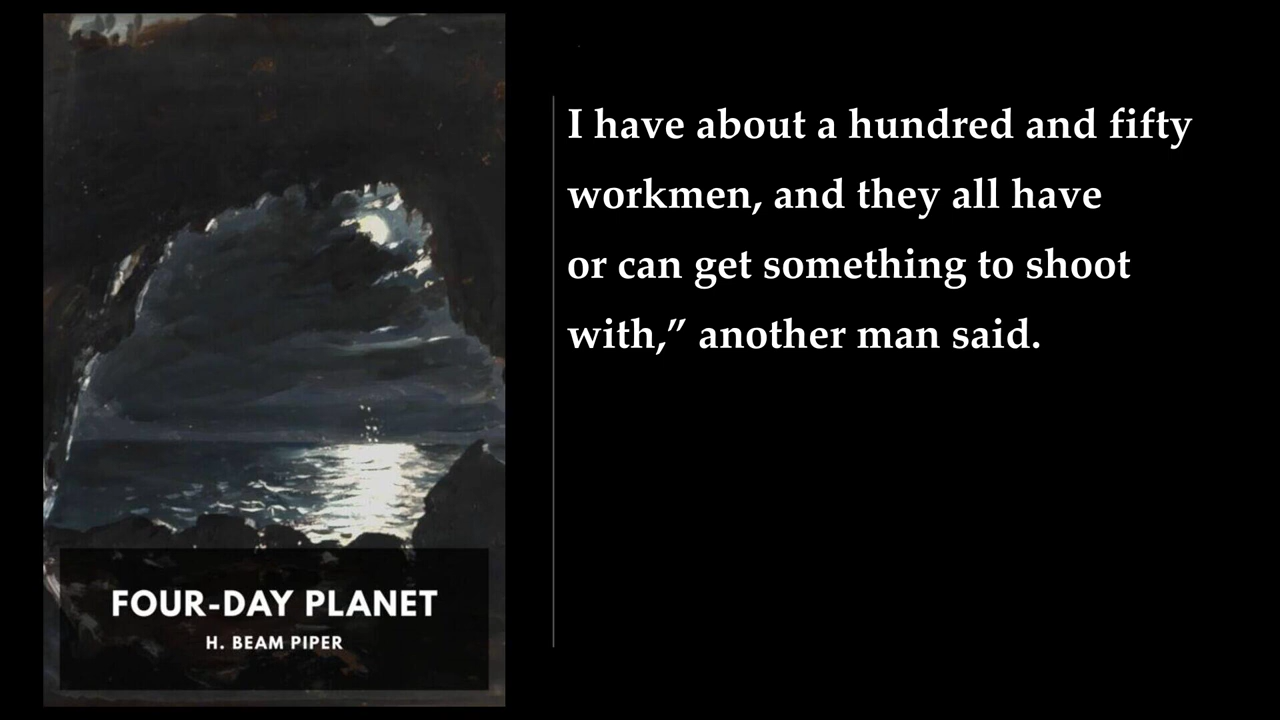 I have about a hundred and fifty
workmen, and they all have
or can get something to shoot
with,” another man said.
FOUR-DAY PLANET
H. BEAM PIPER